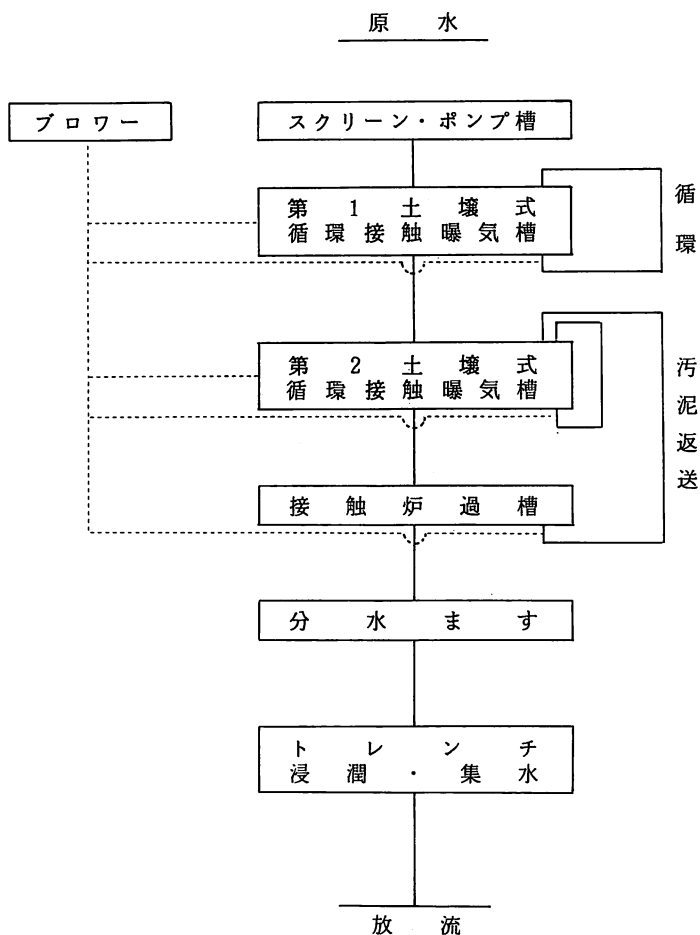 原水
ブロワー
スクリーン・ポンプ槽
第1土壌式
循環接触曝気槽
循環
第2土壌式
循環接触曝気槽
汚泥返送
接触炉過槽
分水ます
トレンチ
浸潤・集水
放流